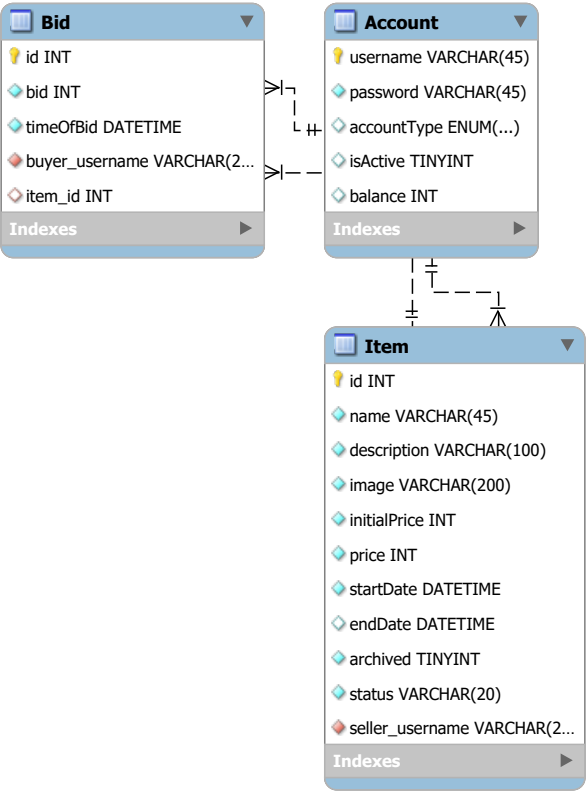 Bid
id INT
bid INT
timeOfBid DATETIME
buyer_username VARCHAR(2...
item_id INT
Indexes
Account
username VARCHAR(45)
password VARCHAR(45)
accountType ENUM(...)
isActive TINYINT
balance INT
Indexes
Item
id INT
name VARCHAR(45)
description VARCHAR(100)
image VARCHAR(200)
initialPrice INT
price INT
startDate DATETIME
endDate DATETIME
archived TINYINT
status VARCHAR(20)
seller_username VARCHAR(2...
Indexes